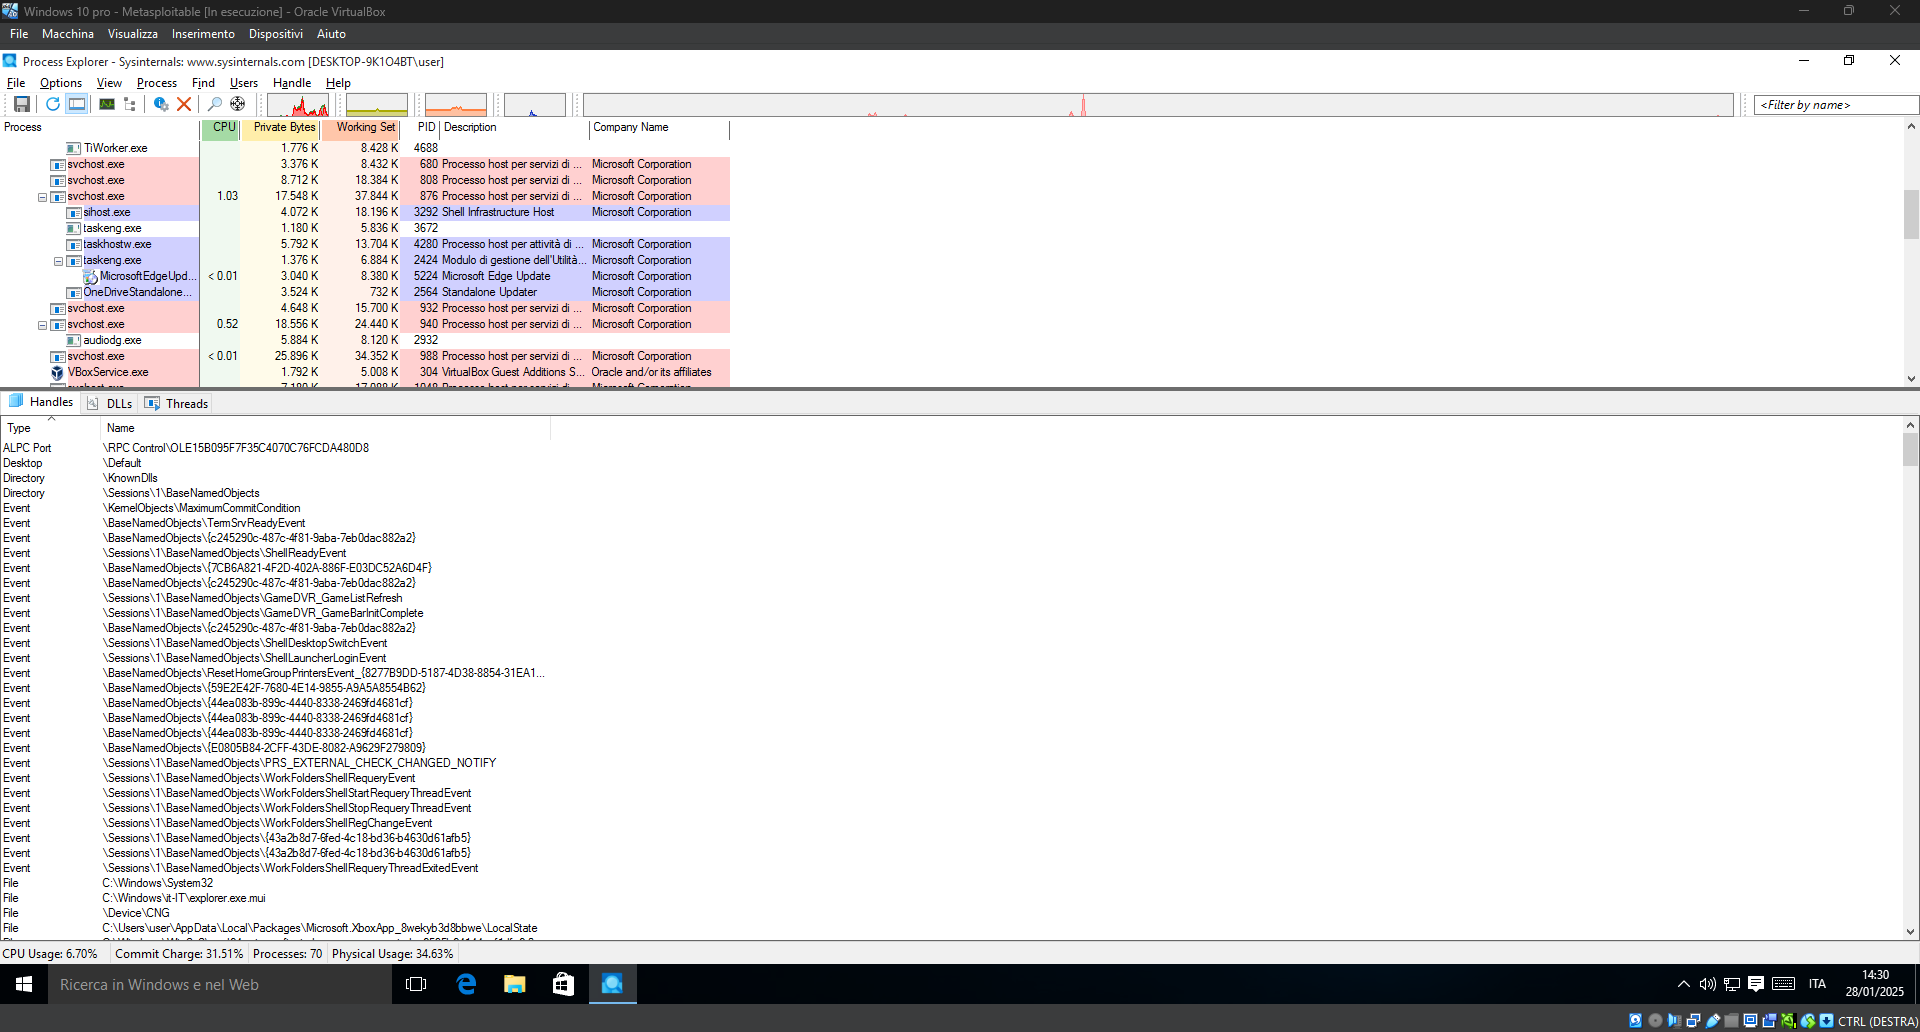 Windows 10 pro - Metasploitable [In esecuzione] - Oracle VirtualBox
File Macchina Visualizza Inserimento Dispositivi Aiuto
Process Explorer - Sysinternals: www.sysinternals.com [DESKTOP-9K1O4BT\user]
File Options View Process Find Users Handle Help
<Filter by name>
Process CPU Private Bytes Working Set PID Description Company Name
TiWorker.exe 1.776 K 8.428 K 4688
svchost.exe 3.376 K 8.432 K 680 Processo host per servizi di ... Microsoft Corporation
svchost.exe 8.712 K 18.384 K 808 Processo host per servizi di ... Microsoft Corporation
svchost.exe 1.03 17.548 K 37.844 K 876 Processo host per servizi di ... Microsoft Corporation
sihost.exe 4.072 K 18.196 K 3292 Shell Infrastructure Host Microsoft Corporation
taskeng.exe 1.180 K 5.836 K 3672
taskhostw.exe 5.792 K 13.704 K 4280 Processo host per attività di ... Microsoft Corporation
taskeng.exe 1.376 K 6.884 K 2424 Modulo di gestione dell'Utilità... Microsoft Corporation
MicrosoftEdgeUpd... < 0.01 3.040 K 8.380 K 5224 Microsoft Edge Update Microsoft Corporation
OneDriveStandalone... 3.524 K 732 K 2564 Standalone Updater Microsoft Corporation
svchost.exe 4.648 K 15.700 K 932 Processo host per servizi di ... Microsoft Corporation
svchost.exe 0.52 18.556 K 24.440 K 940 Processo host per servizi di ... Microsoft Corporation
audiodg.exe 5.884 K 8.120 K 2932
svchost.exe < 0.01 25.896 K 34.352 K 988 Processo host per servizi di ... Microsoft Corporation
VBoxService.exe 1.792 K 5.008 K 304 VirtualBox Guest Additions S... Oracle and/or its affiliates
Handles DLLs Threads
Type Name
ALPC Port \RPC Control\OLE15B095F7F35C4070C76FCDA480D8
Desktop \Default
Directory \KnownDlls
Directory \Sessions\1\BaseNamedObjects
Event \KernelObjects\MaximumCommitCondition
Event \BaseNamedObjects\TermSrvReadyEvent
Event \BaseNamedObjects\{c245290c-487c-4f81-9aba-7eb0dac882a2}
Event \Sessions\1\BaseNamedObjects\ShellReadyEvent
Event \BaseNamedObjects\{7CB6A821-4F2D-402A-886F-E03DC52A6D4F}
Event \BaseNamedObjects\{c245290c-487c-4f81-9aba-7eb0dac882a2}
Event \Sessions\1\BaseNamedObjects\GameDVR_GameListRefresh
Event \Sessions\1\BaseNamedObjects\GameDVR_GameBarInitComplete
Event \BaseNamedObjects\{c245290c-487c-4f81-9aba-7eb0dac882a2}
Event \Sessions\1\BaseNamedObjects\ShellDesktopSwitchEvent
Event \Sessions\1\BaseNamedObjects\ShellLauncherLoginEvent
Event \BaseNamedObjects\ResetHomeGroupPrintersEvent_{8277B9DD-5187-4D38-8854-31EA1...
Event \BaseNamedObjects\{59E2E42F-7680-4E14-9855-A9A5A8554B62}
Event \BaseNamedObjects\{44ea083b-899c-4440-8338-2469fd4681cf}
Event \BaseNamedObjects\{44ea083b-899c-4440-8338-2469fd4681cf}
Event \BaseNamedObjects\{44ea083b-899c-4440-8338-2469fd4681cf}
Event \BaseNamedObjects\{E0805B84-2CFF-43DE-8082-A9629F279809}
Event \Sessions\1\BaseNamedObjects\PRS_EXTERNAL_CHECK_CHANGED_NOTIFY
Event \Sessions\1\BaseNamedObjects\WorkFoldersShellRequeryEvent
Event \Sessions\1\BaseNamedObjects\WorkFoldersShellStartRequeryThreadEvent
Event \Sessions\1\BaseNamedObjects\WorkFoldersShellStopRequeryThreadEvent
Event \Sessions\1\BaseNamedObjects\WorkFoldersShellRegChangeEvent
Event \Sessions\1\BaseNamedObjects\{43a2b8d7-6fed-4c18-bd36-b4630d61afb5}
Event \Sessions\1\BaseNamedObjects\{43a2b8d7-6fed-4c18-bd36-b4630d61afb5}
Event \Sessions\1\BaseNamedObjects\WorkFoldersShellRequeryThreadExitedEvent
File C:\Windows\System32
File C:\Windows\it-IT\explorer.exe.mui
File \Device\CNG
File C:\Users\user\AppData\Local\Packages\Microsoft.XboxApp_8wekyb3d8bbwe\LocalState
CPU Usage: 6.70% Commit Charge: 31.51% Processes: 70 Physical Usage: 34.63%
Ricerca in Windows e nel Web
ITA
14:30
28/01/2025
CTRL (DESTRA)